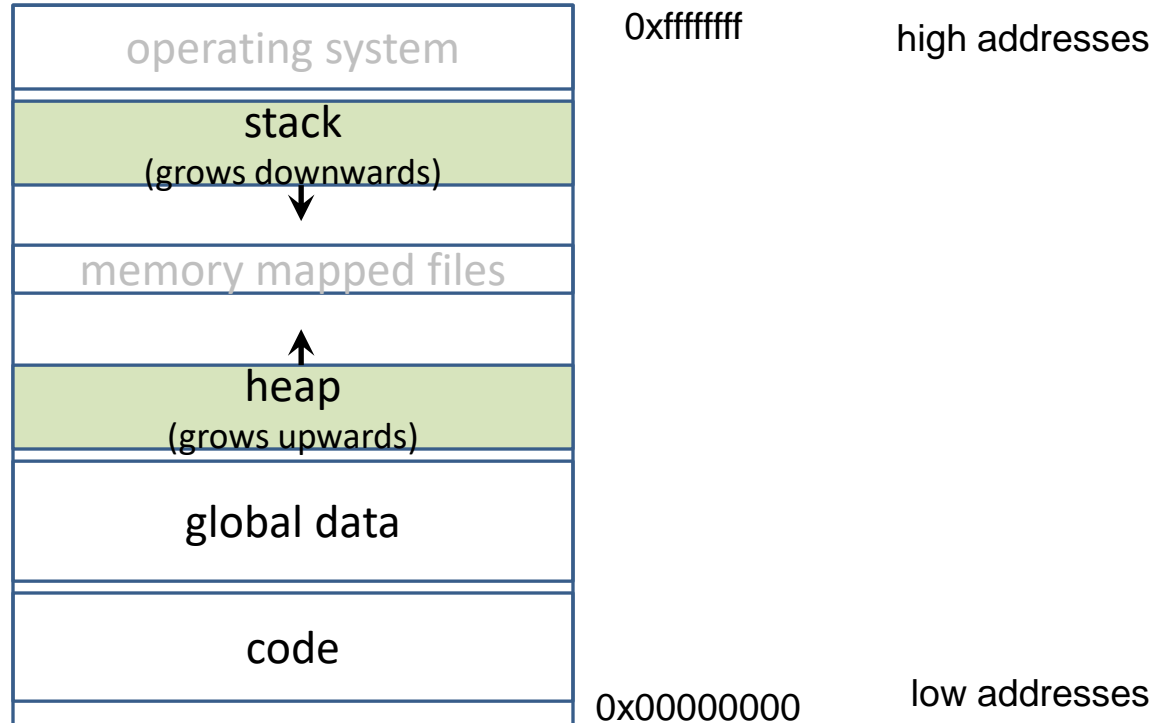 operating system
0xffffffff
high addresses
stack
(grows downwards)
memory mapped files
heap
(grows upwards)
global data
code
0x00000000
low addresses